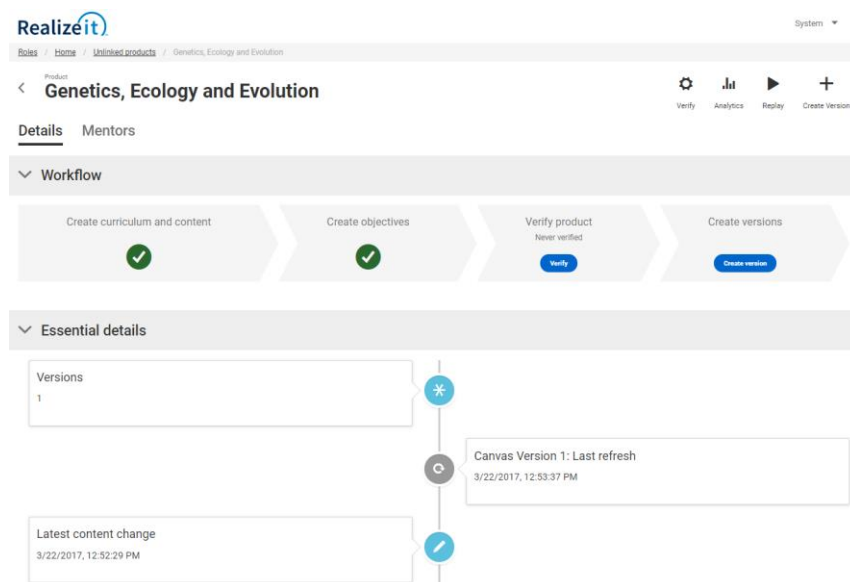 Realizeit
System
Roles / Home / Unlinked products / Genetics, Ecology and Evolution
Product
Genetics, Ecology and Evolution
Verify Analytics Replay Create Version
Details Mentors
Workflow
Create curriculum and content Create objectives Verify product Create versions
Never verified
Verify Create version
Essential details
Versions
1
Canvas Version 1: Last refresh
3/22/2017, 12:53:37 PM
Latest content change
3/22/2017, 12:52:29 PM